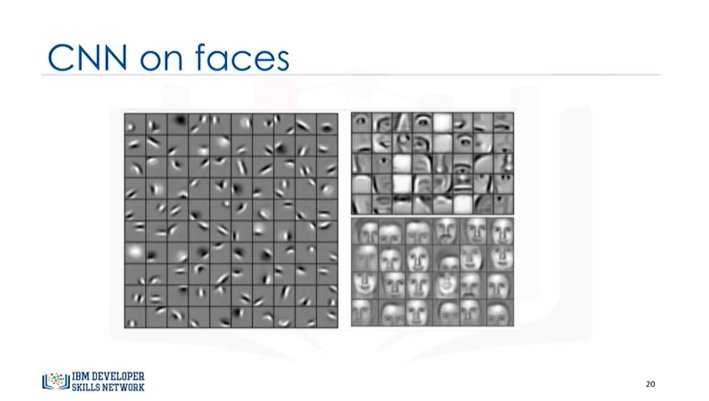 CNN on faces
IBM DEVELOPER
SKILLS NETWORK
20